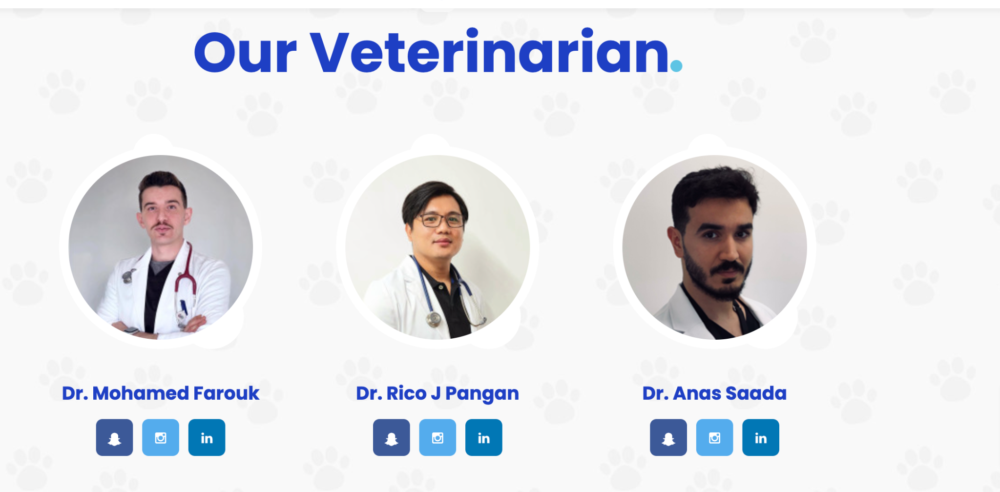 Our Veterinarian.
Dr. Mohamed Farouk
Dr. Rico J Pangan
Dr. Anas Saada
in
in
in